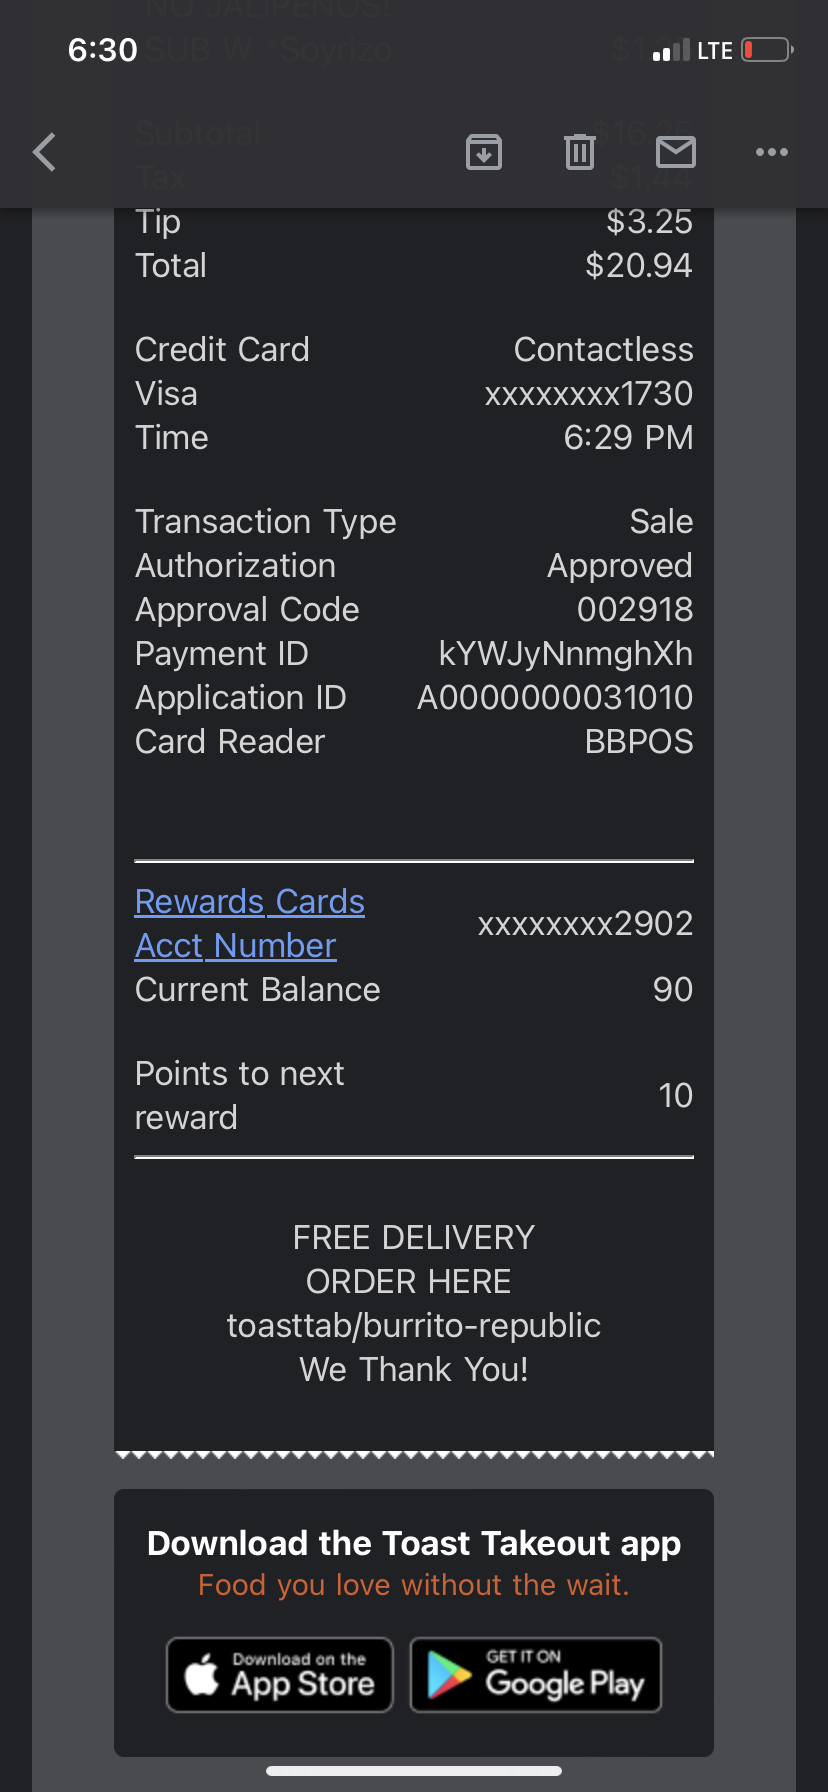 NO JALIPENOS!
6:30
LTE
SUB W *Soyrizo
Subtotal $16.25
Tax $1.44
Tip $3.25
Total $20.94
Credit Card Contactless
Visa xxxxxxxx1730
Time 6:29 PM
Transaction Type Sale
Authorization Approved
Approval Code 002918
Payment ID kYWJyNnmghXh
Application ID A0000000031010
Card Reader BBPOS
Rewards Cards
Acct Number xxxxxxxx2902
Current Balance 90
Points to next
reward 10
FREE DELIVERY
ORDER HERE
toasttab/burrito-republic
We Thank You!
Download the Toast Takeout app
Food you love without the wait.
Download on the
App Store
GET IT ON
Google Play